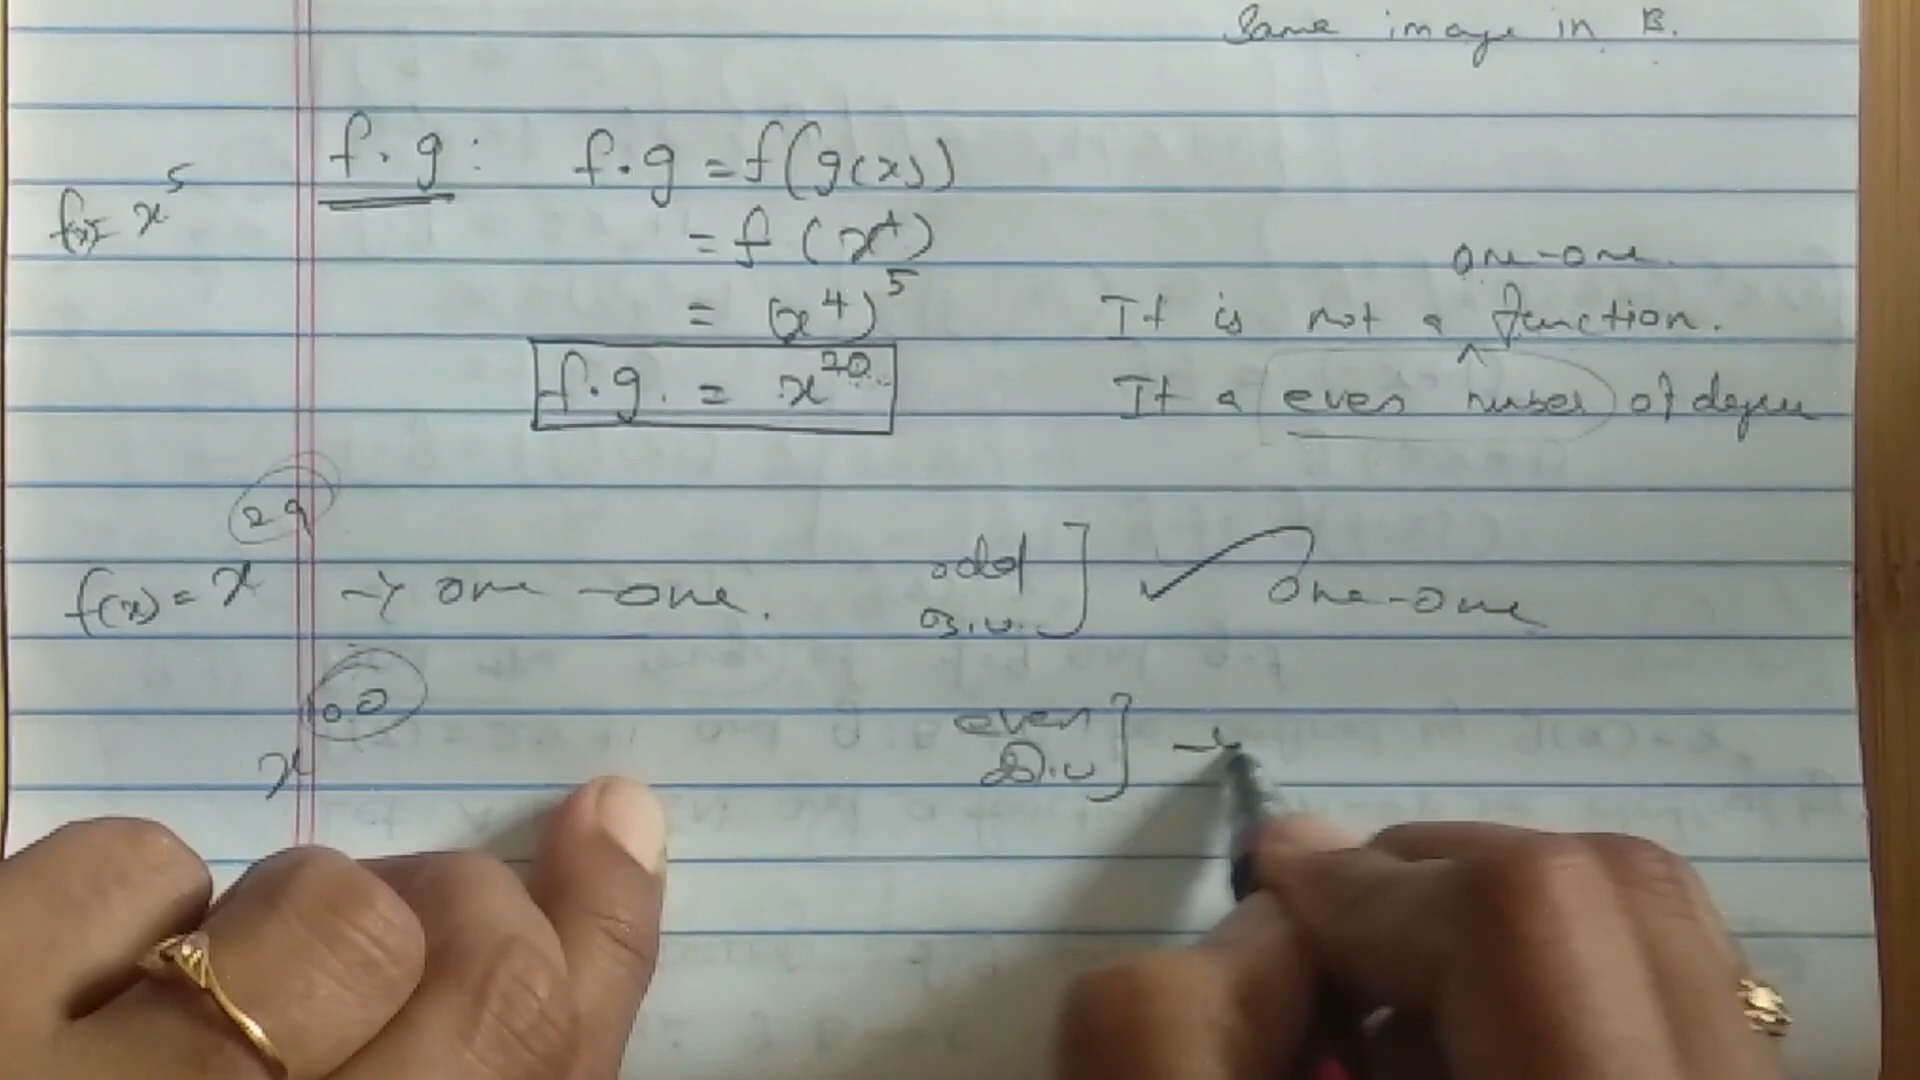 Same image in B.
f(x)= x⁵
f.g : f.g = f(g(x))
= f (x⁴)
= (x⁴)⁵
f.g. = x²⁰
one-one.
It is not a ^ function.
It a even number of degree
f(x) = x²⁹ → one - one.
odd
→ one-one
x
even